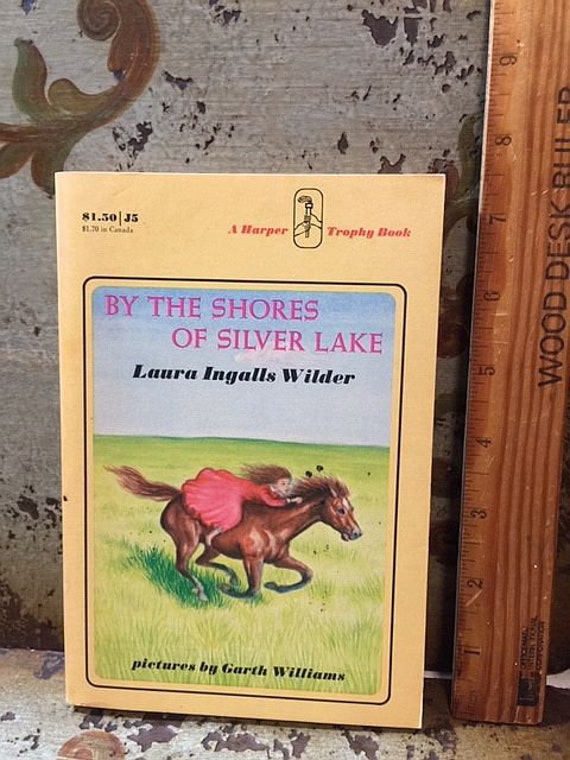 $1.50 | J5
$1.70 in Canada
A Harper Trophy Book
BY THE SHORES
OF SILVER LAKE
Laura Ingalls Wilder
pictures by Garth Williams
WOOD DESK RULER
9
8
7
6
5
4
3
2
1